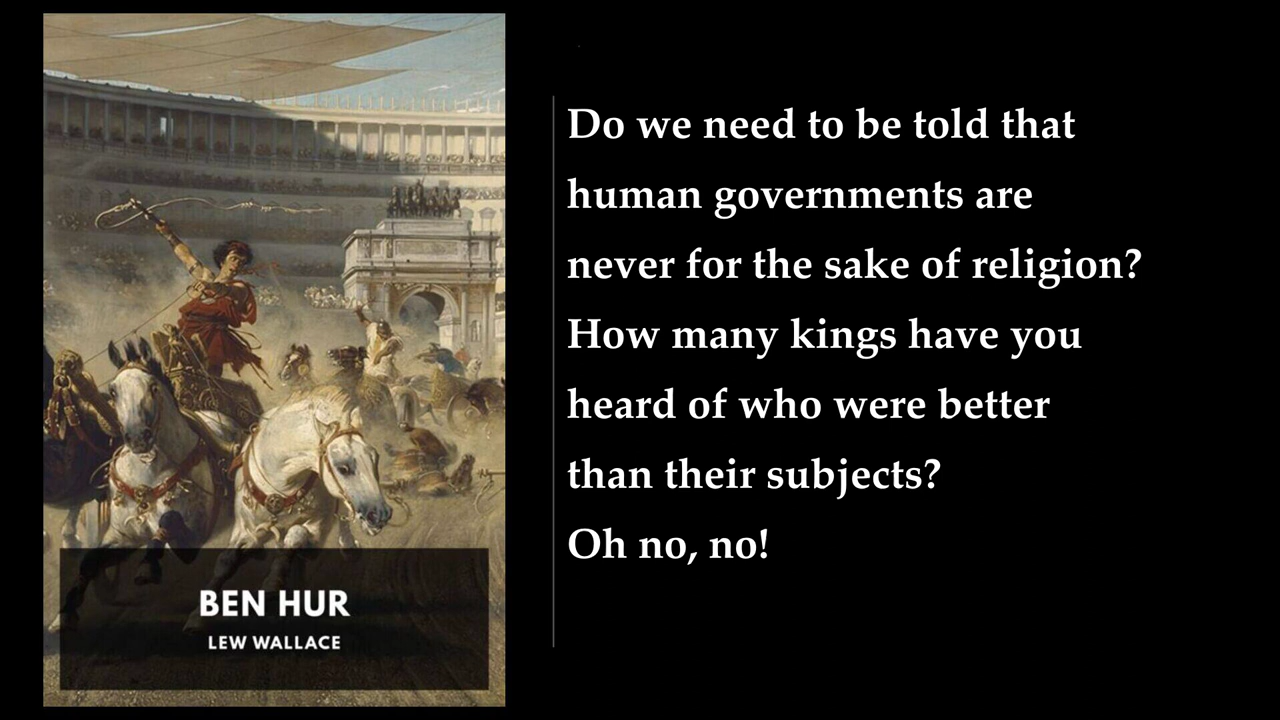 BEN HUR
LEW WALLACE
Do we need to be told that
human governments are
never for the sake of religion?
How many kings have you
heard of who were better
than their subjects?
Oh no, no!